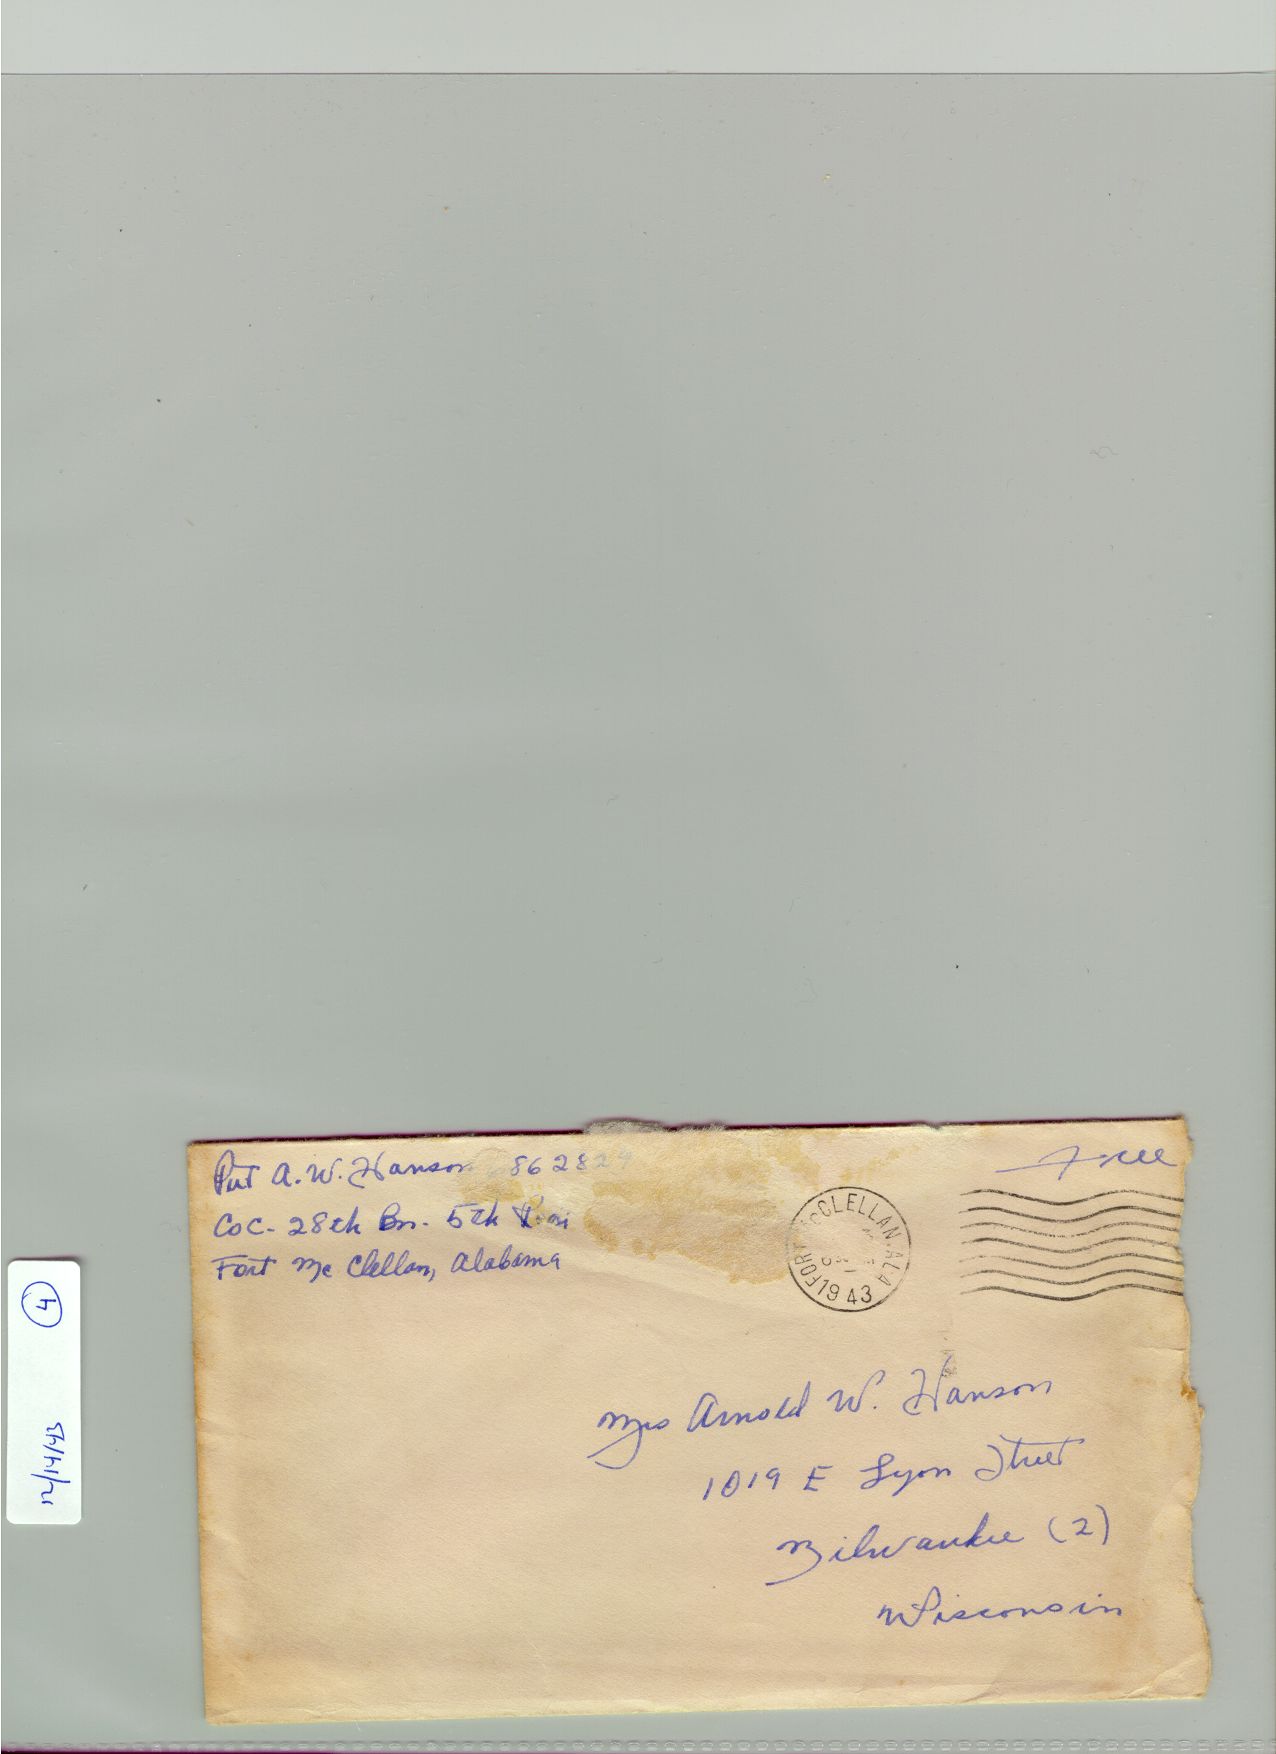 Pvt A. W. Hanson 862829
Co C - 28th Bn. - 5th
Fort Mc Clellan, Alabama
Free
FORT McCLELLAN. ALA
1943
Mrs Arnold W. Hanson
1019 E Lyon Street
Milwaukee (2)
Wisconsin
4
12/14/43